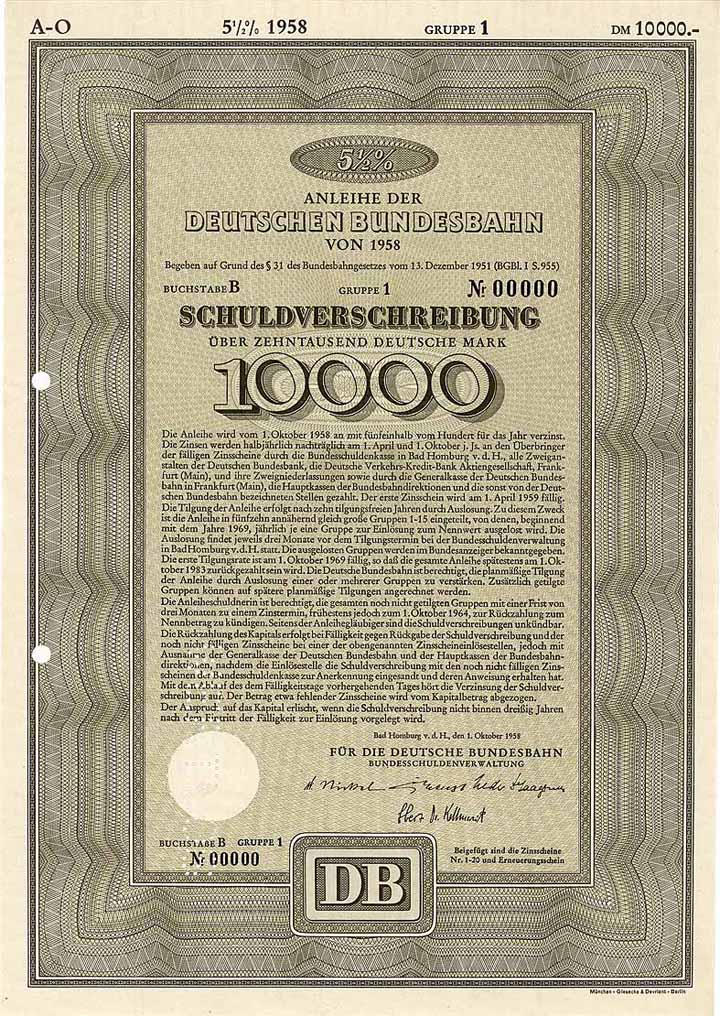 A-O 5½% 1958 GRUPPE 1 DM 10000.-
5½%
ANLEIHE DER
DEUTSCHEN BUNDESBAHN
VON 1958
Begeben auf Grund des § 31 des Bundesbahngesetzes vom 13. Dezember 1951 (BGBl. I S. 955)
BUCHSTABE B GRUPPE 1 Nr. 00000
SCHULDVERSCHREIBUNG
ÜBER ZEHNTAUSEND DEUTSCHE MARK
10000
Die Anleihe wird vom 1. Oktober 1958 an mit fünfeinhalb vom Hundert für das Jahr verzinst.
Die Zinsen werden halbjährlich nachträglich am 1. April und 1. Oktober j. Js. an den Überbringer
der fälligen Zinsscheine durch die Bundesschuldenkasse in Bad Homburg v. d. H., alle Zweigan-
stalten der Deutschen Bundesbank, die Deutsche Verkehrs-Kredit-Bank Aktiengesellschaft, Frank-
furt (Main), und ihre Zweigniederlassungen sowie durch die Generalkasse der Deutschen Bundes-
bahn in Frankfurt (Main), die Hauptkassen der Bundesbahndirektionen und die sonst von der Deut-
schen Bundesbahn bezeichneten Stellen gezahlt. Der erste Zinsschein wird am 1. April 1959 fällig.
Die Tilgung der Anleihe erfolgt nach zehn tilgungsfreien Jahren durch Auslosung. Zu diesem Zweck
ist die Anleihe in fünfzehn annähernd gleich große Gruppen 1-15 eingeteilt, von denen, beginnend
mit dem Jahre 1969, jährlich je eine Gruppe zur Einlösung zum Nennwert ausgelost wird. Die
Auslosung findet jeweils drei Monate vor dem Tilgungstermin bei der Bundesschuldenverwaltung
in Bad Homburg v. d. H. statt. Die ausgelosten Gruppen werden im Bundesanzeiger bekanntgegeben.
Die erste Tilgungsrate ist am 1. Oktober 1969 fällig, so daß die gesamte Anleihe spätestens am 1. Ok-
tober 1983 zurückgezahlt sein wird. Die Deutsche Bundesbahn ist berechtigt, die planmäßige Tilgung
der Anleihe durch Auslosung einer oder mehrerer Gruppen zu verstärken. Zusätzlich getilgte
Gruppen können auf spätere planmäßige Tilgungen angerechnet werden.
Die Anleiheschuldnerin ist berechtigt, die gesamten noch nicht getilgten Gruppen mit einer Frist von
drei Monaten zu einem Zinstermin, frühestens jedoch zum 1. Oktober 1964, zur Rückzahlung zum
Nennbetrag zu kündigen. Seitens der Anleihegläubiger sind die Schuldverschreibungen unkündbar.
Die Rückzahlung des Kapitals erfolgt bei Fälligkeit gegen Rückgabe der Schuldverschreibung und der
noch nicht fälligen Zinsscheine bei einer der obengenannten Zinsscheineinlösestellen, jedoch mit
Ausnahme der Generalkasse der Deutschen Bundesbahn und der Hauptkassen der Bundesbahn-
direktionen, nachdem die Einlösestelle die Schuldverschreibung mit den noch nicht fälligen Zins-
scheinen der Bundesschuldenkasse zur Anerkennung eingesandt und deren Anweisung erhalten hat.
Mit dem Ablauf des dem Fälligkeitstage vorhergehenden Tages hört die Verzinsung der Schuldver-
schreibung auf. Der Betrag etwa fehlender Zinsscheine wird vom Kapitalbetrag abgezogen.
Der Anspruch auf das Kapital erlischt, wenn die Schuldverschreibung nicht binnen dreißig Jahren
nach dem Eintritt der Fälligkeit zur Einlösung vorgelegt wird.
Bad Homburg v. d. H., den 1. Oktober 1958
FÜR DIE DEUTSCHE BUNDESBAHN
BUNDESSCHULDENVERWALTUNG
BUCHSTABE B GRUPPE 1
Nr. 00000
DB
Beigefügt sind die Zinsscheine
Nr. 1-20 und Erneuerungsschein
München - Giesecke & Devrient - Berlin